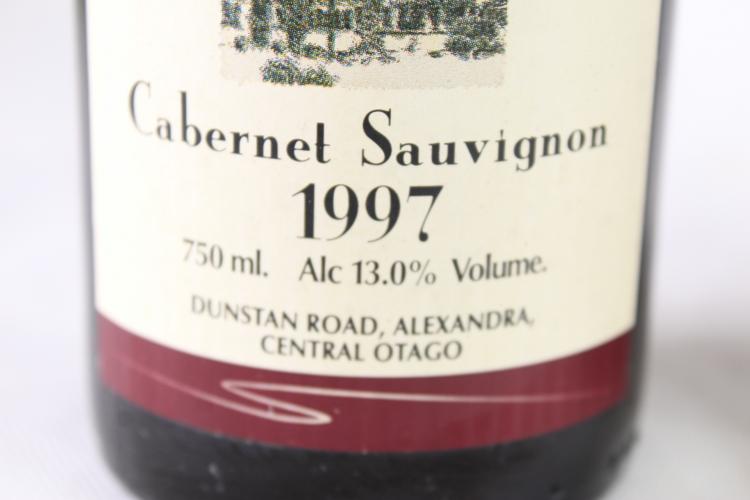 Cabernet Sauvignon
1997
750 ml. Alc 13.0% Volume.
DUNSTAN ROAD, ALEXANDRA,
CENTRAL OTAGO